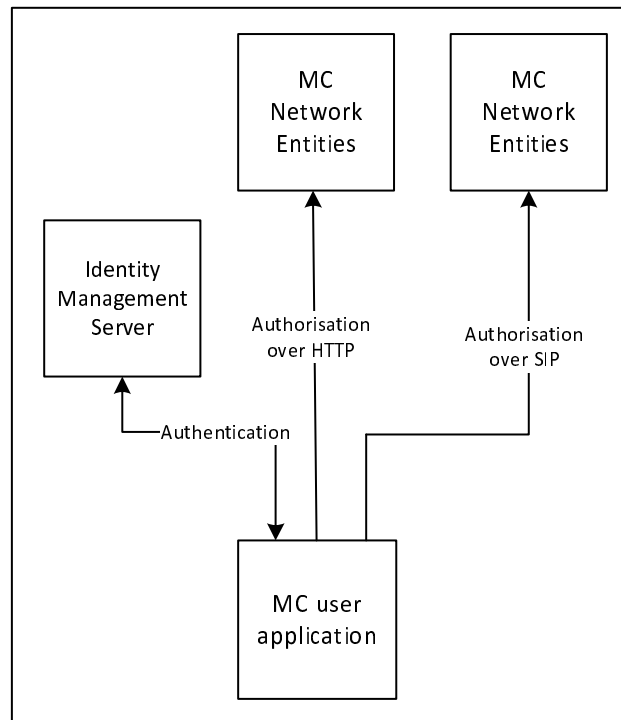 MC
Network
Entities
MC
Network
Entities
Identity
Management
Server
Authorisation
over HTTP
Authorisation
over SIP
Authentication
MC user
application